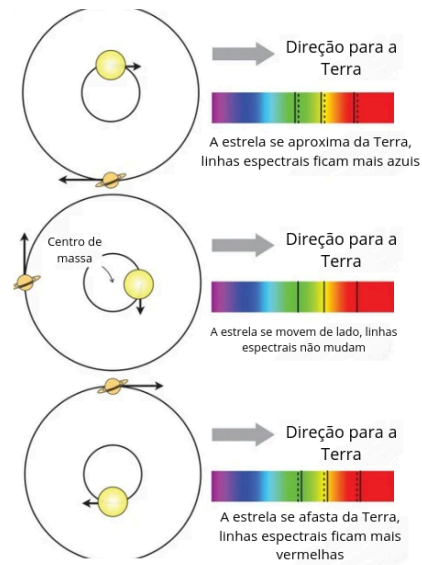 Direção para a
Terra
A estrela se aproxima da Terra,
linhas espectrais ficam mais azuis
Centro de
massa
Direção para a
Terra
A estrela se movem de lado, linhas
espectrais não mudam
Direção para a
Terra
A estrela se afasta da Terra,
linhas espectrais ficam mais
vermelhas